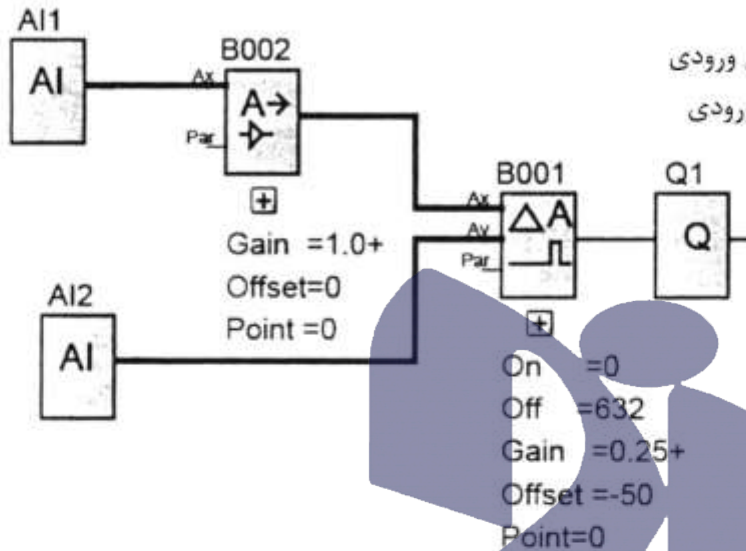 AI1
AI
B002
Ax
A→
Par
Gain =1.0+
Offset=0
Point =0
ورودی
B001
Ax
Ay
Par
△A
Q1
Q
AI2
AI
On =0
Off =632
Gain =0.25+
Offset =-50
Point=0